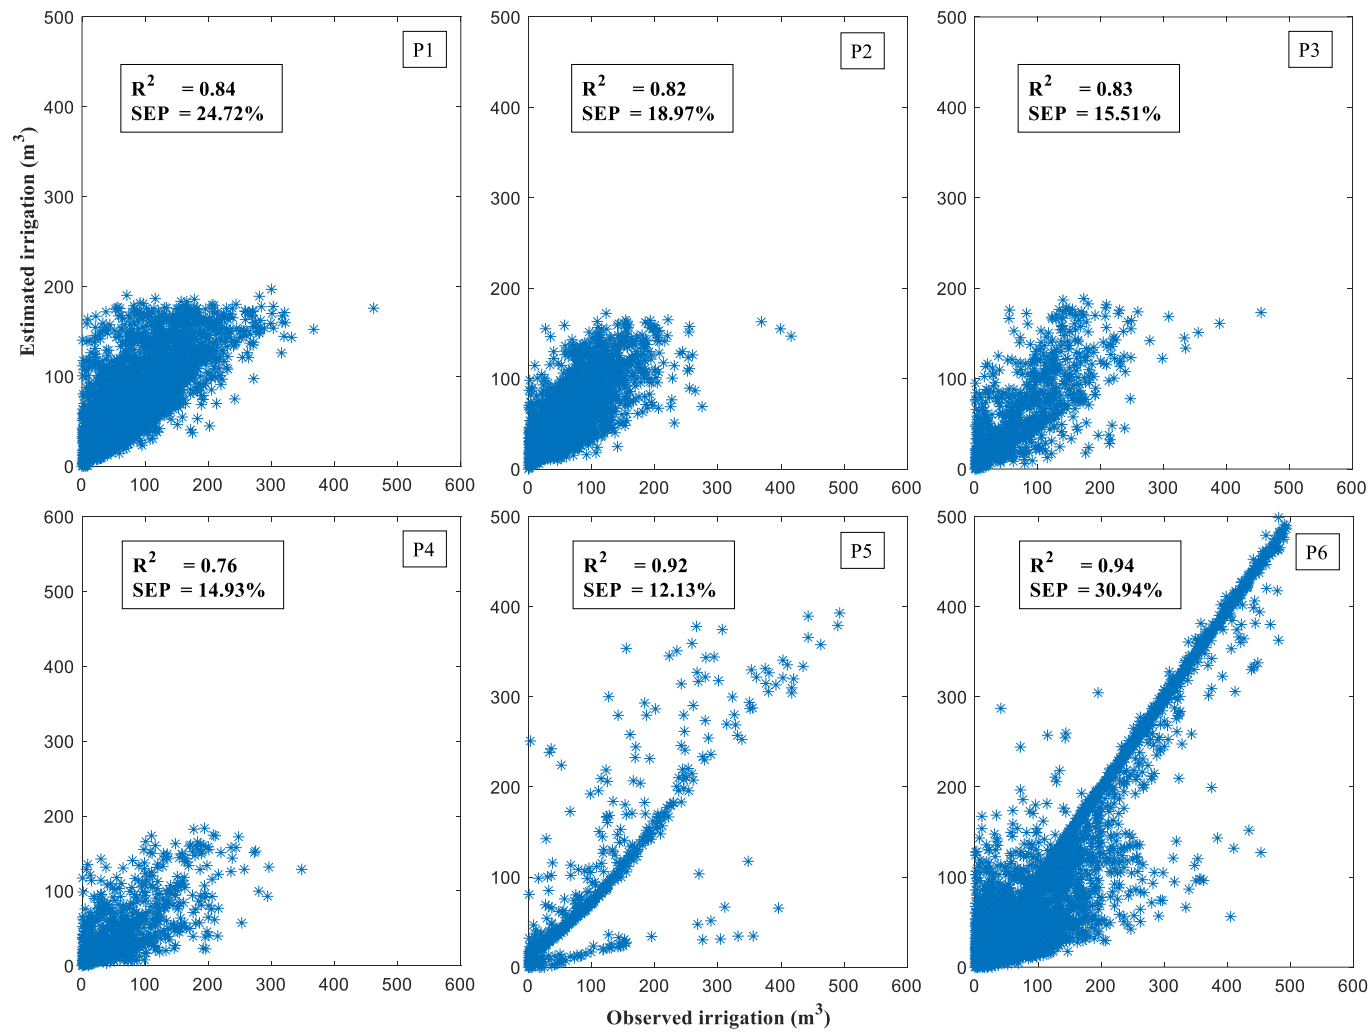 500
400
300
200
100
0
0 100 200 300 400 500 600
P1
R² = 0.84
SEP = 24.72%
500
400
300
200
100
0
0 100 200 300 400 500 600
P2
R² = 0.82
SEP = 18.97%
500
400
300
200
100
0
0 100 200 300 400 500 600
P3
R² = 0.83
SEP = 15.51%
Estimated irrigation (m³)
600
500
400
300
200
100
0
0 100 200 300 400 500 600
P4
R² = 0.76
SEP = 14.93%
500
400
300
200
100
0
0 100 200 300 400 500 600
P5
R² = 0.92
SEP = 12.13%
500
400
300
200
100
0
0 100 200 300 400 500 600
P6
R² = 0.94
SEP = 30.94%
Observed irrigation (m³)